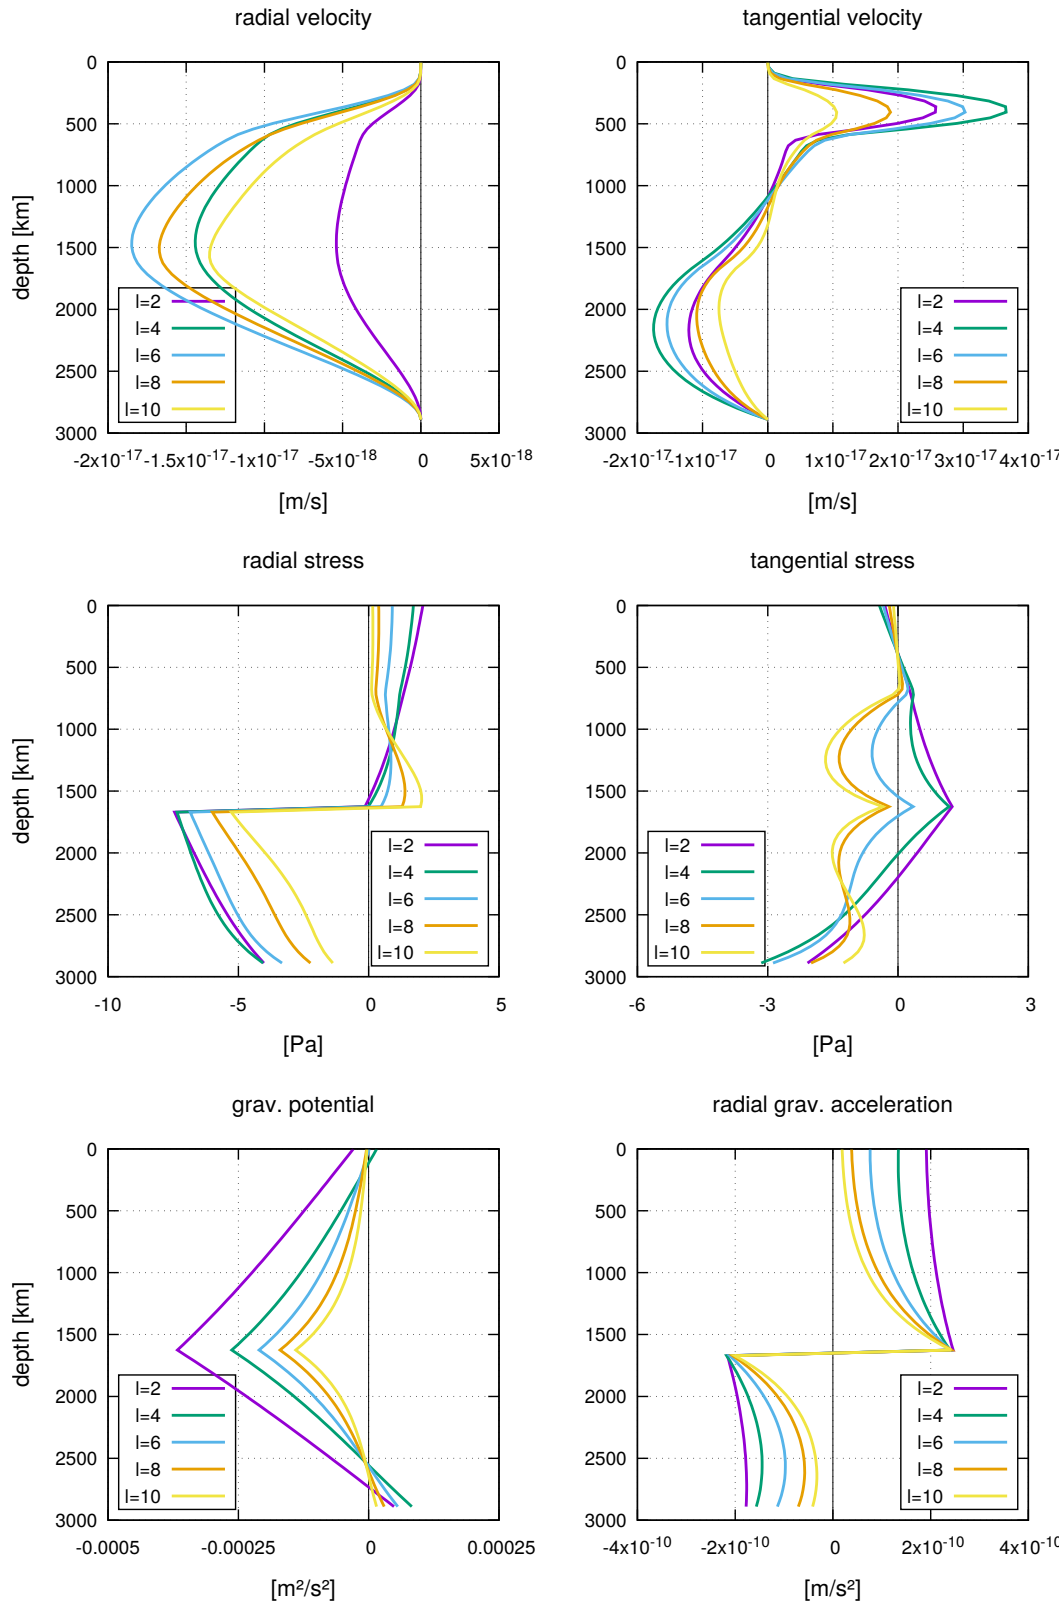 radial velocity
0
500
1000
1500
2000
2500
3000
depth [km]
l=2
l=4
l=6
l=8
l=10
-2x10⁻¹⁷ -1.5x10⁻¹⁷ -1x10⁻¹⁷ -5x10⁻¹⁸ 0 5x10⁻¹⁸
[m/s]
tangential velocity
0
500
1000
1500
2000
2500
3000
l=2
l=4
l=6
l=8
l=10
-2x10⁻¹⁷ -1x10⁻¹⁷ 0 1x10⁻¹⁷ 2x10⁻¹⁷ 3x10⁻¹⁷ 4x10⁻¹⁷
[m/s]
radial stress
0
500
1000
1500
2000
2500
3000
depth [km]
l=2
l=4
l=6
l=8
l=10
-10 -5 0 5
[Pa]
tangential stress
0
500
1000
1500
2000
2500
3000
l=2
l=4
l=6
l=8
l=10
-6 -3 0 3
[Pa]
grav. potential
0
500
1000
1500
2000
2500
3000
depth [km]
l=2
l=4
l=6
l=8
l=10
-0.0005 -0.00025 0 0.00025
[m²/s²]
radial grav. acceleration
0
500
1000
1500
2000
2500
3000
l=2
l=4
l=6
l=8
l=10
-4x10⁻¹⁰ -2x10⁻¹⁰ 0 2x10⁻¹⁰ 4x10⁻¹⁰
[m/s²]